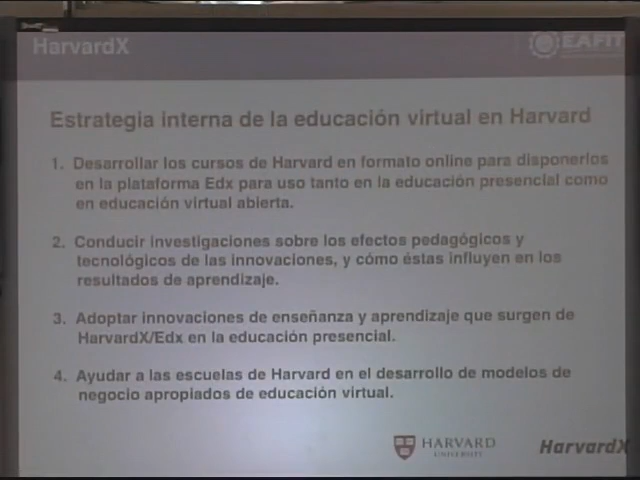 HarvardX
EAFIT
Estrategia interna de la educación virtual en Harvard
1. Desarrollar los cursos de Harvard en formato online para disponerlos
en la plataforma Edx para uso tanto en la educación presencial como
en educación virtual abierta.
2. Conducir investigaciones sobre los efectos pedagógicos y
tecnológicos de las innovaciones, y cómo éstas influyen en los
resultados de aprendizaje.
3. Adoptar innovaciones de enseñanza y aprendizaje que surgen de
HarvardX/Edx en la educación presencial.
4. Ayudar a las escuelas de Harvard en el desarrollo de modelos de
negocio apropiados de educación virtual.
HARVARD
UNIVERSITY
HarvardX